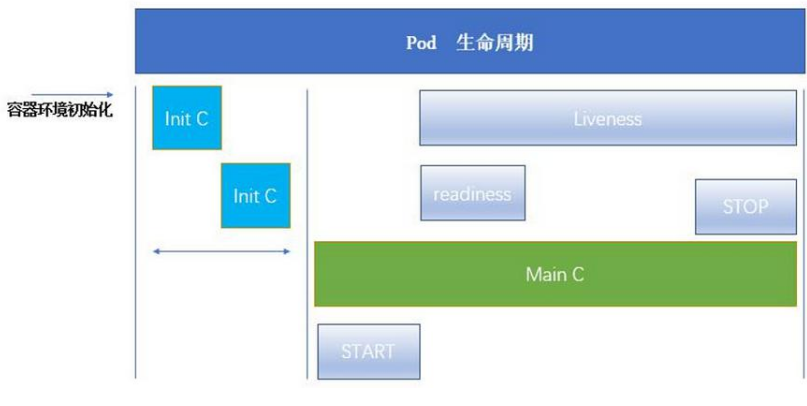 Pod 生命周期
容器环境初始化
Init C
Liveness
Init C
readiness
STOP
Main C
START